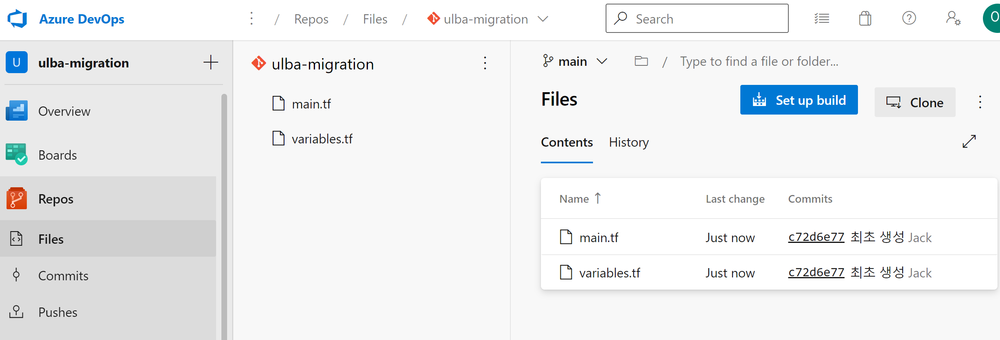 Azure DevOps
/ Repos / Files / ulba-migration
Search
O
U ulba-migration
Overview
Boards
Repos
Files
Commits
Pushes
ulba-migration
main.tf
variables.tf
main / Type to find a file or folder...
Files
Set up build
Clone
Contents History
Name ↑ Last change Commits
main.tf Just now c72d6e77 최초 생성 Jack
variables.tf Just now c72d6e77 최초 생성 Jack